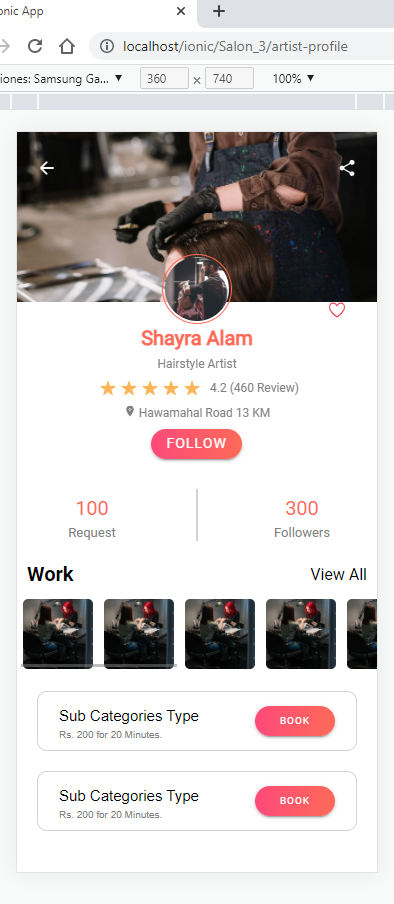 onic App
localhost/ionic/Salon_3/artist-profile
iones: Samsung Ga... ▼ 360 × 740 100% ▼
Shayra Alam
Hairstyle Artist
4.2 (460 Review)
Hawamahal Road 13 KM
FOLLOW
100 300
Request Followers
Work View All
Sub Categories Type BOOK
Rs. 200 for 20 Minutes.
Sub Categories Type BOOK
Rs. 200 for 20 Minutes.